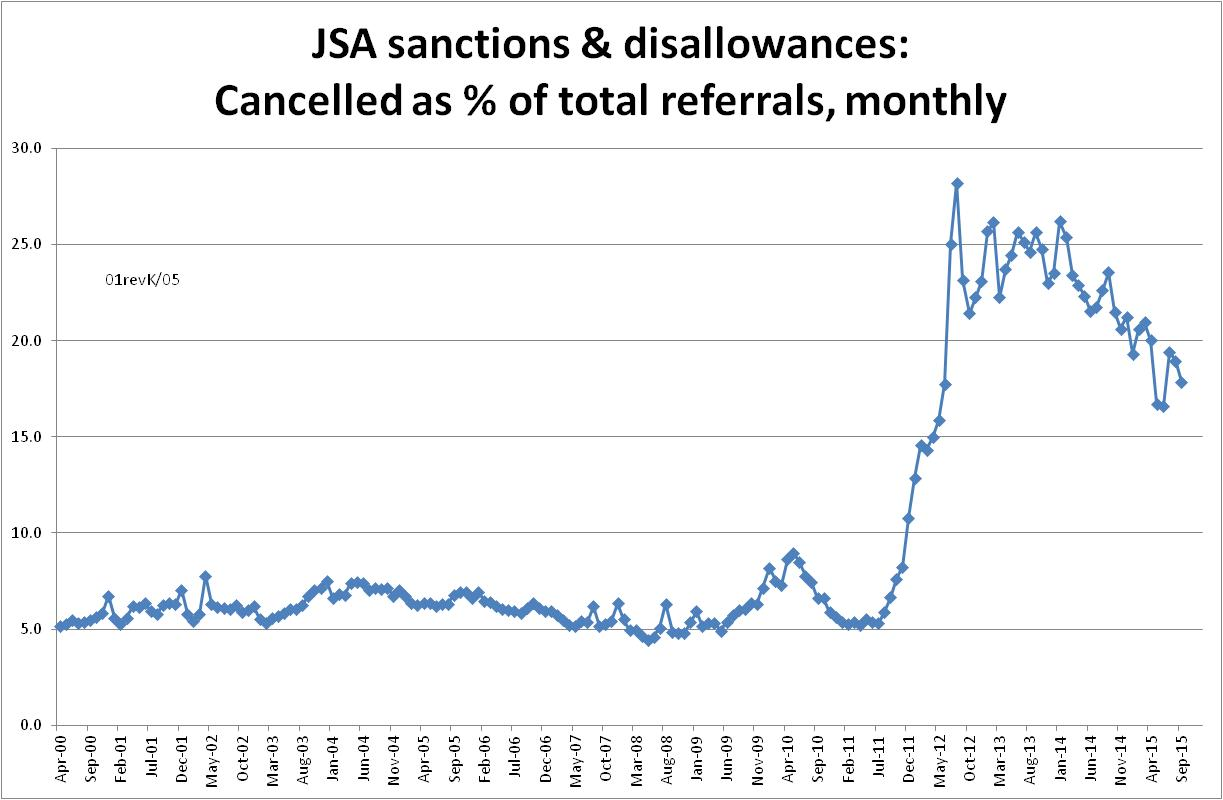 JSA sanctions & disallowances:
Cancelled as % of total referrals, monthly
30.0
25.0
01revK/05
20.0
15.0
10.0
5.0
0.0
Apr-00
Sep-00
Feb-01
Jul-01
Dec-01
May-02
Oct-02
Mar-03
Aug-03
Jan-04
Jun-04
Nov-04
Apr-05
Sep-05
Feb-06
Jul-06
Dec-06
May-07
Oct-07
Mar-08
Aug-08
Jan-09
Jun-09
Nov-09
Apr-10
Sep-10
Feb-11
Jul-11
Dec-11
May-12
Oct-12
Mar-13
Aug-13
Jan-14
Jun-14
Nov-14
Apr-15
Sep-15